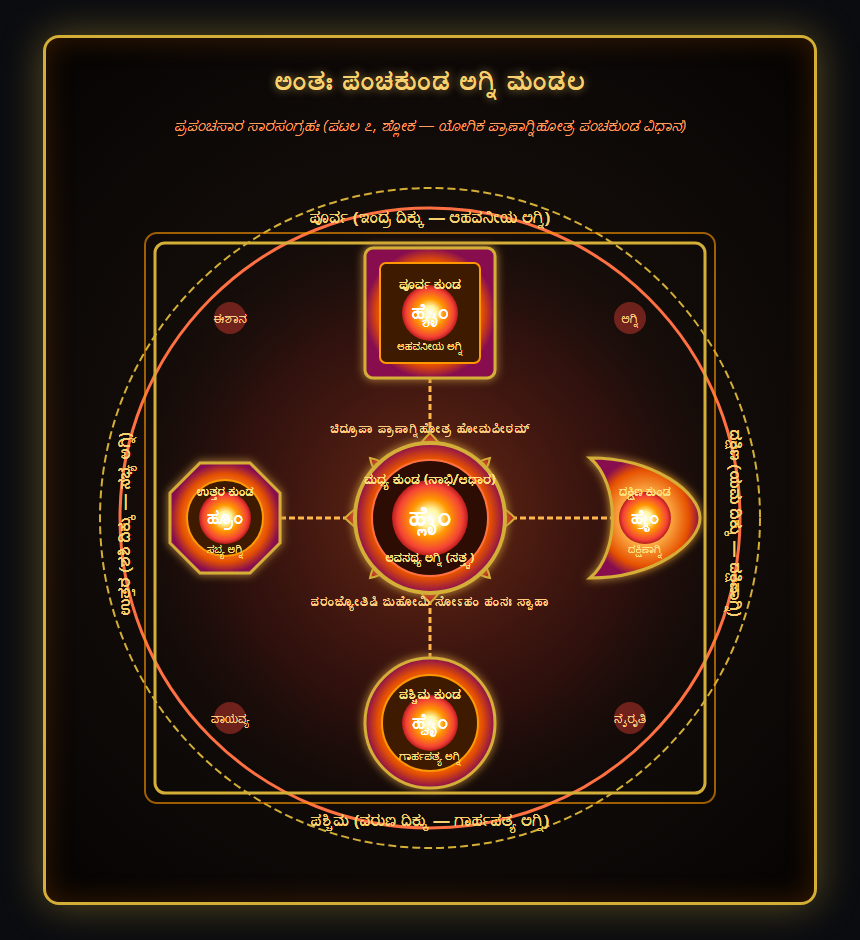 ಅಂತಃ ಪಂಚಕುಂಡ ಅಗ್ನಿ ಮಂಡಲ
ಪ್ರಪಂಚಸಾರ ಸಾರಸಂಗ್ರಹಃ (ಪಟಲ ೭, ಶ್ಲೋಕ — ಯೋಗಿಕ ಪ್ರಾಣಾಗ್ನಿಹೋತ್ರ, ಪಂಚಕುಂಡ ವಿಧಾನ)
ಪೂರ್ವ (ಇಂದ್ರ ದಿಕ್ಕು — ಆಹವನೀಯ ಅಗ್ನಿ)
ಪೂರ್ವ ಕುಂಡ
ಆಹವನೀಯ ಅಗ್ನಿ
ಈಶಾನ
ಅಗ್ನಿ
ಚಿದ್ರೂಪಾ ಪ್ರಾಣಾಗ್ನಿಹೋತ್ರ ಹೋಮಪೀಠಮ್
ಉತ್ತರ ಕುಂಡ
ಸಭ್ಯ ಅಗ್ನಿ
ಮಧ್ಯ ಕುಂಡ (ನಾಭಿ/ಆಧಾರ)
ಆವಸಥ್ಯ ಅಗ್ನಿ (ಸತ್ತ್ವ)
ದಕ್ಷಿಣ ಕುಂಡ
ದಕ್ಷಿಣಾಗ್ನಿ
ಪರಂಜ್ಯೋತಿಷಿ ಜುಹೋಮಿ ಸೋಽಹಂ ಹಂಸಃ ಸ್ವಾಹಾ
ಪಶ್ಚಿಮ ಕುಂಡ
ಗಾರ್ಹಪತ್ಯ ಅಗ್ನಿ
ವಾಯವ್ಯ
ನೈರೃತಿ
ಪಶ್ಚಿಮ (ವರುಣ ದಿಕ್ಕು — ಗಾರ್ಹಪತ್ಯ ಅಗ್ನಿ)